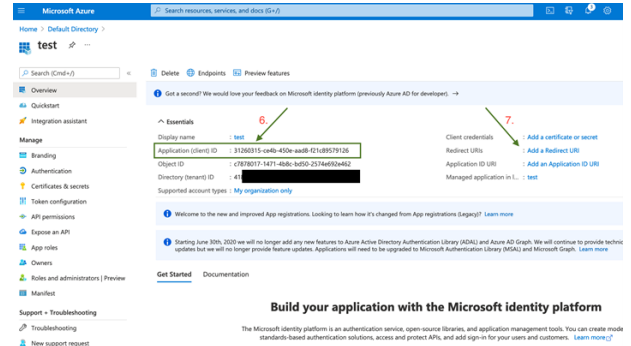 Microsoft Azure
Search resources, services, and docs (G+/)
Home > Default Directory >
test
Search (Cmd+/)
Delete
Endpoints
Preview features
Overview
Quickstart
Integration assistant
Manage
Branding
Authentication
Certificates & secrets
Token configuration
API permissions
Expose an API
App roles
Owners
Roles and administrators | Preview
Manifest
Support + Troubleshooting
Troubleshooting
New support request
Got a second? We would love your feedback on Microsoft identity platform (previously Azure AD for developer). →
Essentials
6.
7.
Display name : test
Application (client) ID : 31260315-ce4b-450e-aad8-f21c89579126
Object ID : c7878017-1471-4b8c-bd50-2574e692e462
Directory (tenant) ID : 41
Supported account types : My organization only
Client credentials : Add a certificate or secret
Redirect URIs : Add a Redirect URI
Application ID URI : Add an Application ID URI
Managed application in l... : test
Welcome to the new and improved App registrations. Looking to learn how it's changed from App registrations (Legacy)? Learn more
Starting June 30th, 2020 we will no longer add any new features to Azure Active Directory Authentication Library (ADAL) and Azure AD Graph. We will continue to provide technic
updates but we will no longer provide feature updates. Applications will need to be upgraded to Microsoft Authentication Library (MSAL) and Microsoft Graph. Learn more
Get Started
Documentation
Build your application with the Microsoft identity platform
The Microsoft identity platform is an authentication service, open-source libraries, and application management tools. You can create mode
standards-based authentication solutions, access and protect APIs, and add sign-in for your users and customers. Learn more